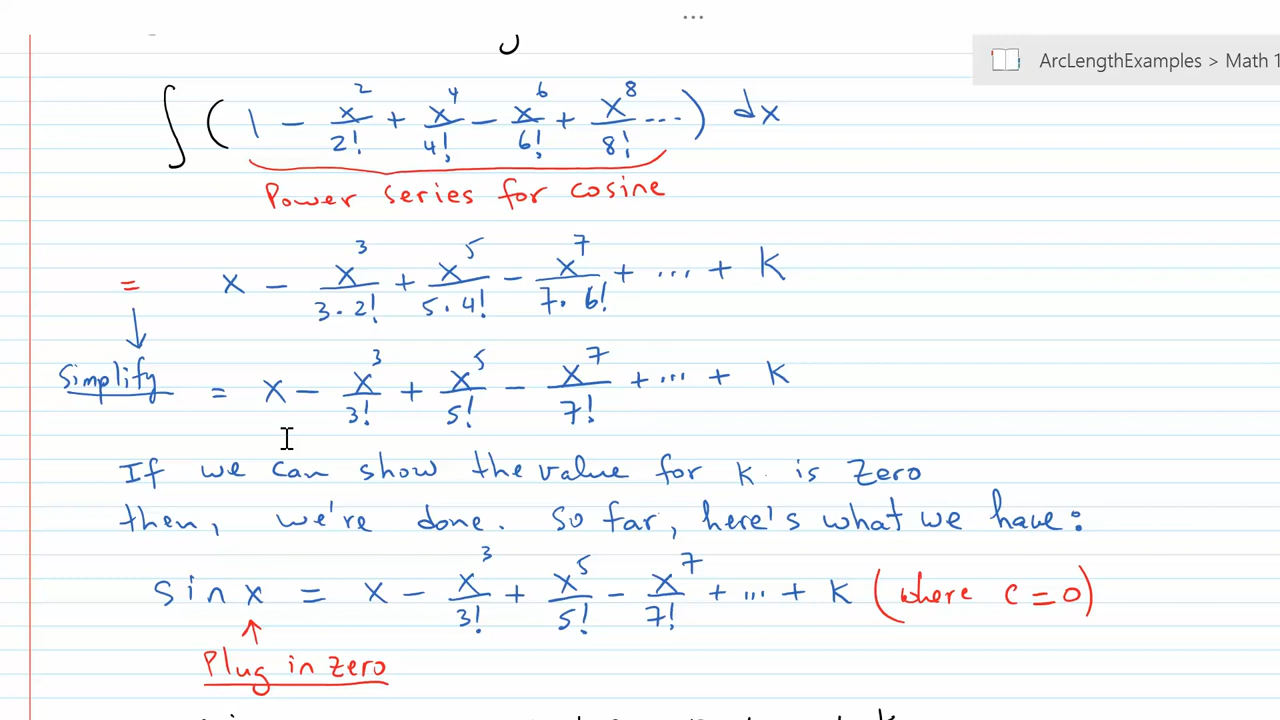 ...
ArcLengthExamples > Math 1
∫ ( 1 - x²/2! + x⁴/4! - x⁶/6! + x⁸/8! ... ) dx
Power series for cosine
= x - x³/3·2! + x⁵/5·4! - x⁷/7·6! + ... + K
Simplify = x - x³/3! + x⁵/5! - x⁷/7! + ... + K
If we can show the value for K is Zero
then, we're done. So far, here's what we have:
sin x = x - x³/3! + x⁵/5! - x⁷/7! + ... + K (where c = 0)
Plug in zero